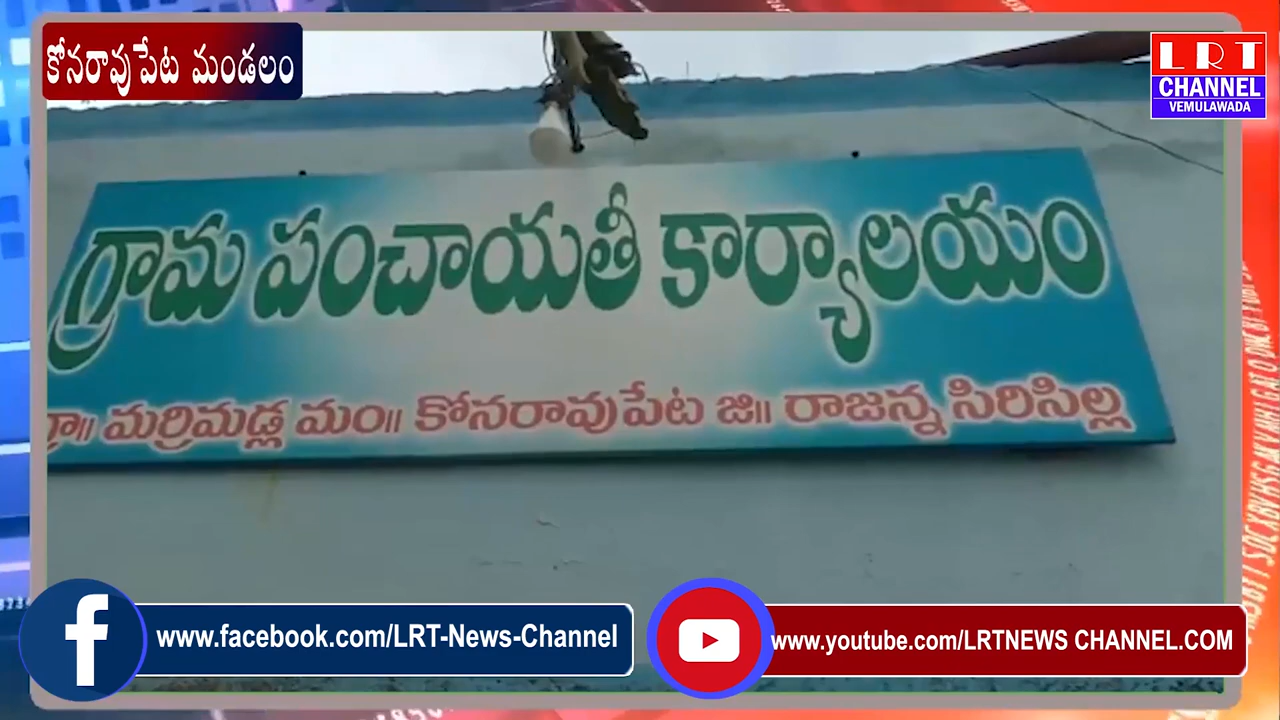 కోనరావుపేట మండలం
LRT
CHANNEL
VEMULAWADA
గ్రామ పంచాయతీ కార్యాలయం
మర్రిమడ్ల మం॥ కోనరావుపేట జి॥ రాజన్న సిరిసిల్ల
www.facebook.com/LRT-News-Channel
www.youtube.com/LRTNEWS CHANNEL.COM